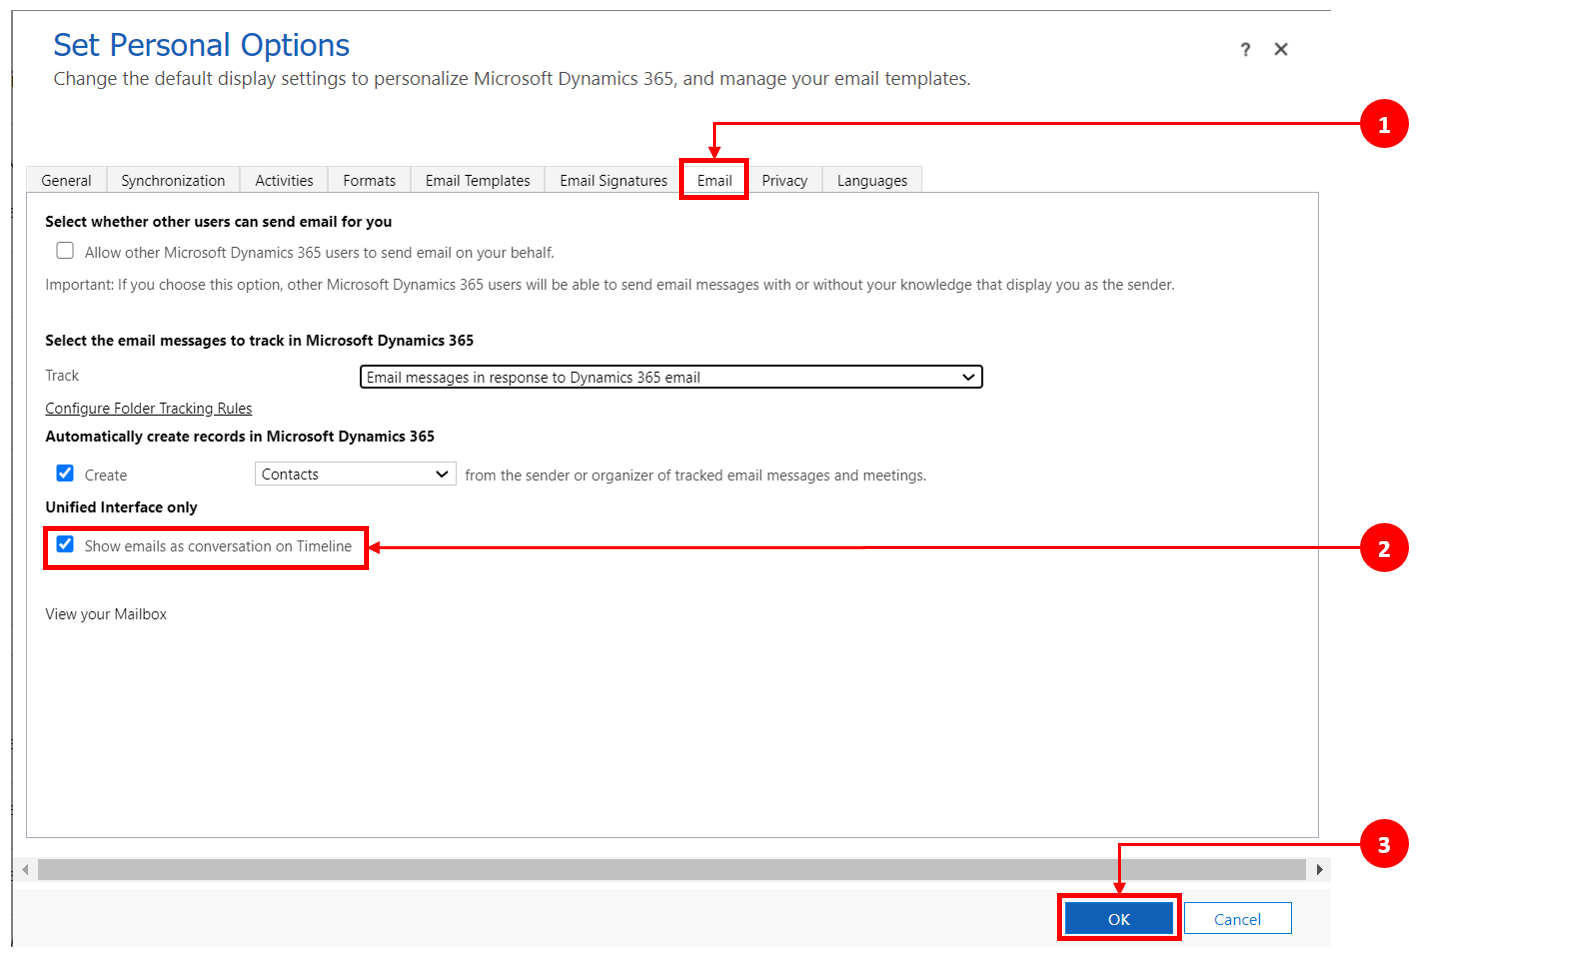 Set Personal Options
? ✕
Change the default display settings to personalize Microsoft Dynamics 365, and manage your email templates.
1
General Synchronization Activities Formats Email Templates Email Signatures Email Privacy Languages
Select whether other users can send email for you
Allow other Microsoft Dynamics 365 users to send email on your behalf.
Important: If you choose this option, other Microsoft Dynamics 365 users will be able to send email messages with or without your knowledge that display you as the sender.
Select the email messages to track in Microsoft Dynamics 365
Track Email messages in response to Dynamics 365 email
Configure Folder Tracking Rules
Automatically create records in Microsoft Dynamics 365
Create Contacts from the sender or organizer of tracked email messages and meetings.
Unified Interface only
Show emails as conversation on Timeline
2
View your Mailbox
3
OK Cancel